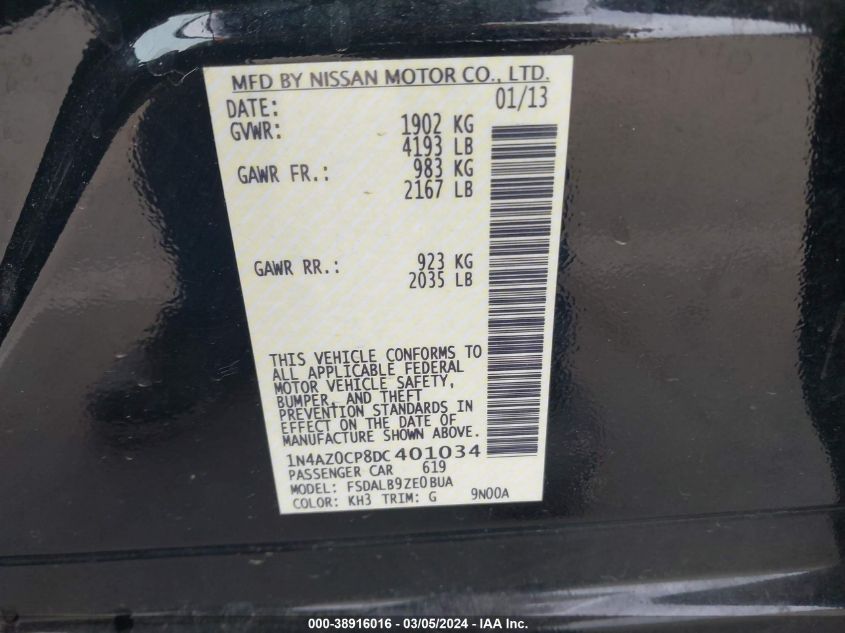 MFD BY NISSAN MOTOR CO., LTD.
DATE: 01/13
GVWR: 1902 KG
4193 LB
GAWR FR.: 983 KG
2167 LB
GAWR RR.: 923 KG
2035 LB
THIS VEHICLE CONFORMS TO
ALL APPLICABLE FEDERAL
MOTOR VEHICLE SAFETY,
BUMPER, AND THEFT
PREVENTION STANDARDS IN
EFFECT ON THE DATE OF
MANUFACTURE SHOWN ABOVE.
1N4AZ0CP8DC401034
PASSENGER CAR 619
MODEL: FSDALB9ZE0BUA
COLOR: KH3 TRIM: G 9N00A
000-38916016 - 03/05/2024 - IAA Inc.